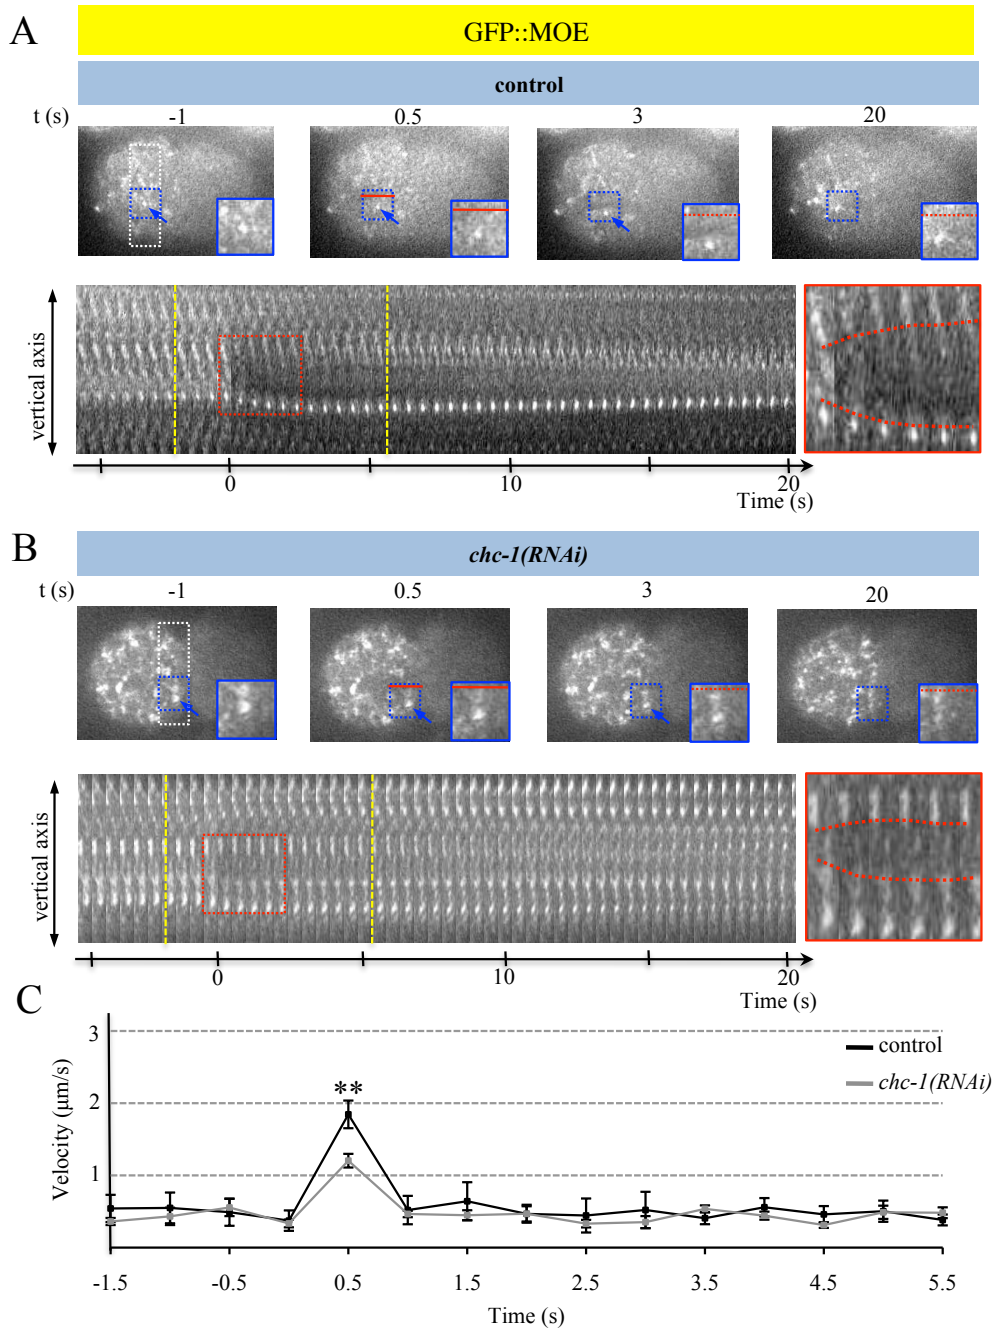 A
GFP::MOE
control
t (s) -1 0.5 3 20
vertical axis
0 10 20
Time (s)
B
chc-1(RNAi)
t (s) -1 0.5 3 20
vertical axis
0 10 20
Time (s)
C
3
2
1
Velocity (µm/s)
**
control
chc-1(RNAi)
-1.5 -0.5 0.5 1.5 2.5 3.5 4.5 5.5
Time (s)